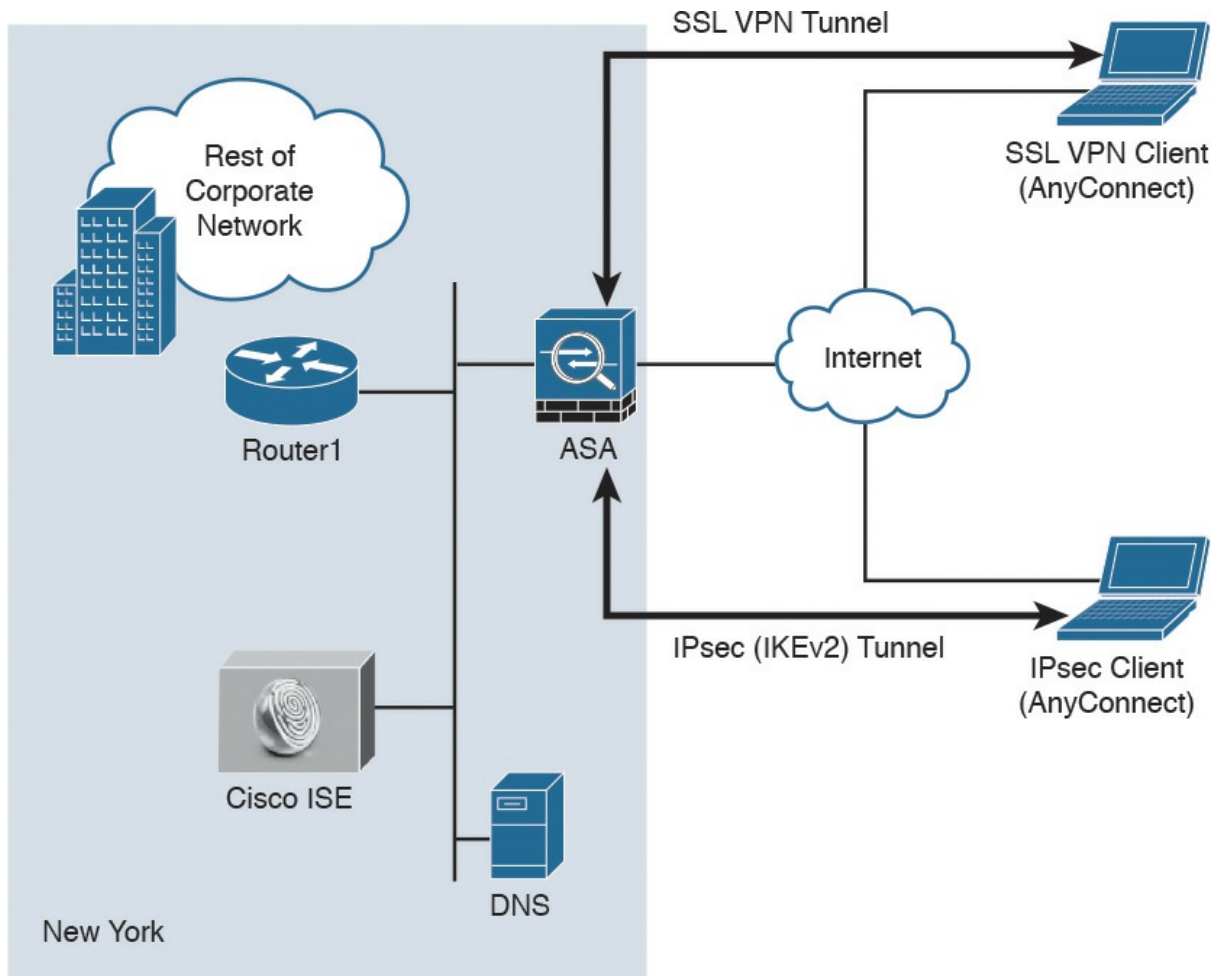 SSL VPN Tunnel
Rest of
Corporate
Network
SSL VPN Client
(AnyConnect)
Internet
Router1
ASA
IPsec (IKEv2) Tunnel
IPsec Client
(AnyConnect)
Cisco ISE
DNS
New York